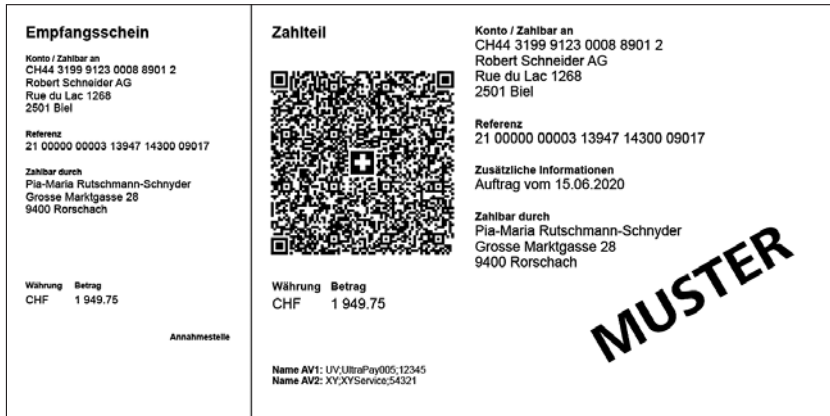 Empfangsschein
Konto / Zahlbar an
CH44 3199 9123 0008 8901 2
Robert Schneider AG
Rue du Lac 1268
2501 Biel
Referenz
21 00000 00003 13947 14300 09017
Zahlbar durch
Pia-Maria Rutschmann-Schnyder
Grosse Marktgasse 28
9400 Rorschach
Währung Betrag
CHF 1 949.75
Annahmestelle
Zahlteil
Währung Betrag
CHF 1 949.75
Name AV1: UV;UltraPay005;12345
Name AV2: XY;XYService;54321
Konto / Zahlbar an
CH44 3199 9123 0008 8901 2
Robert Schneider AG
Rue du Lac 1268
2501 Biel
Referenz
21 00000 00003 13947 14300 09017
Zusätzliche Informationen
Auftrag vom 15.06.2020
Zahlbar durch
Pia-Maria Rutschmann-Schnyder
Grosse Marktgasse 28
9400 Rorschach
MUSTER